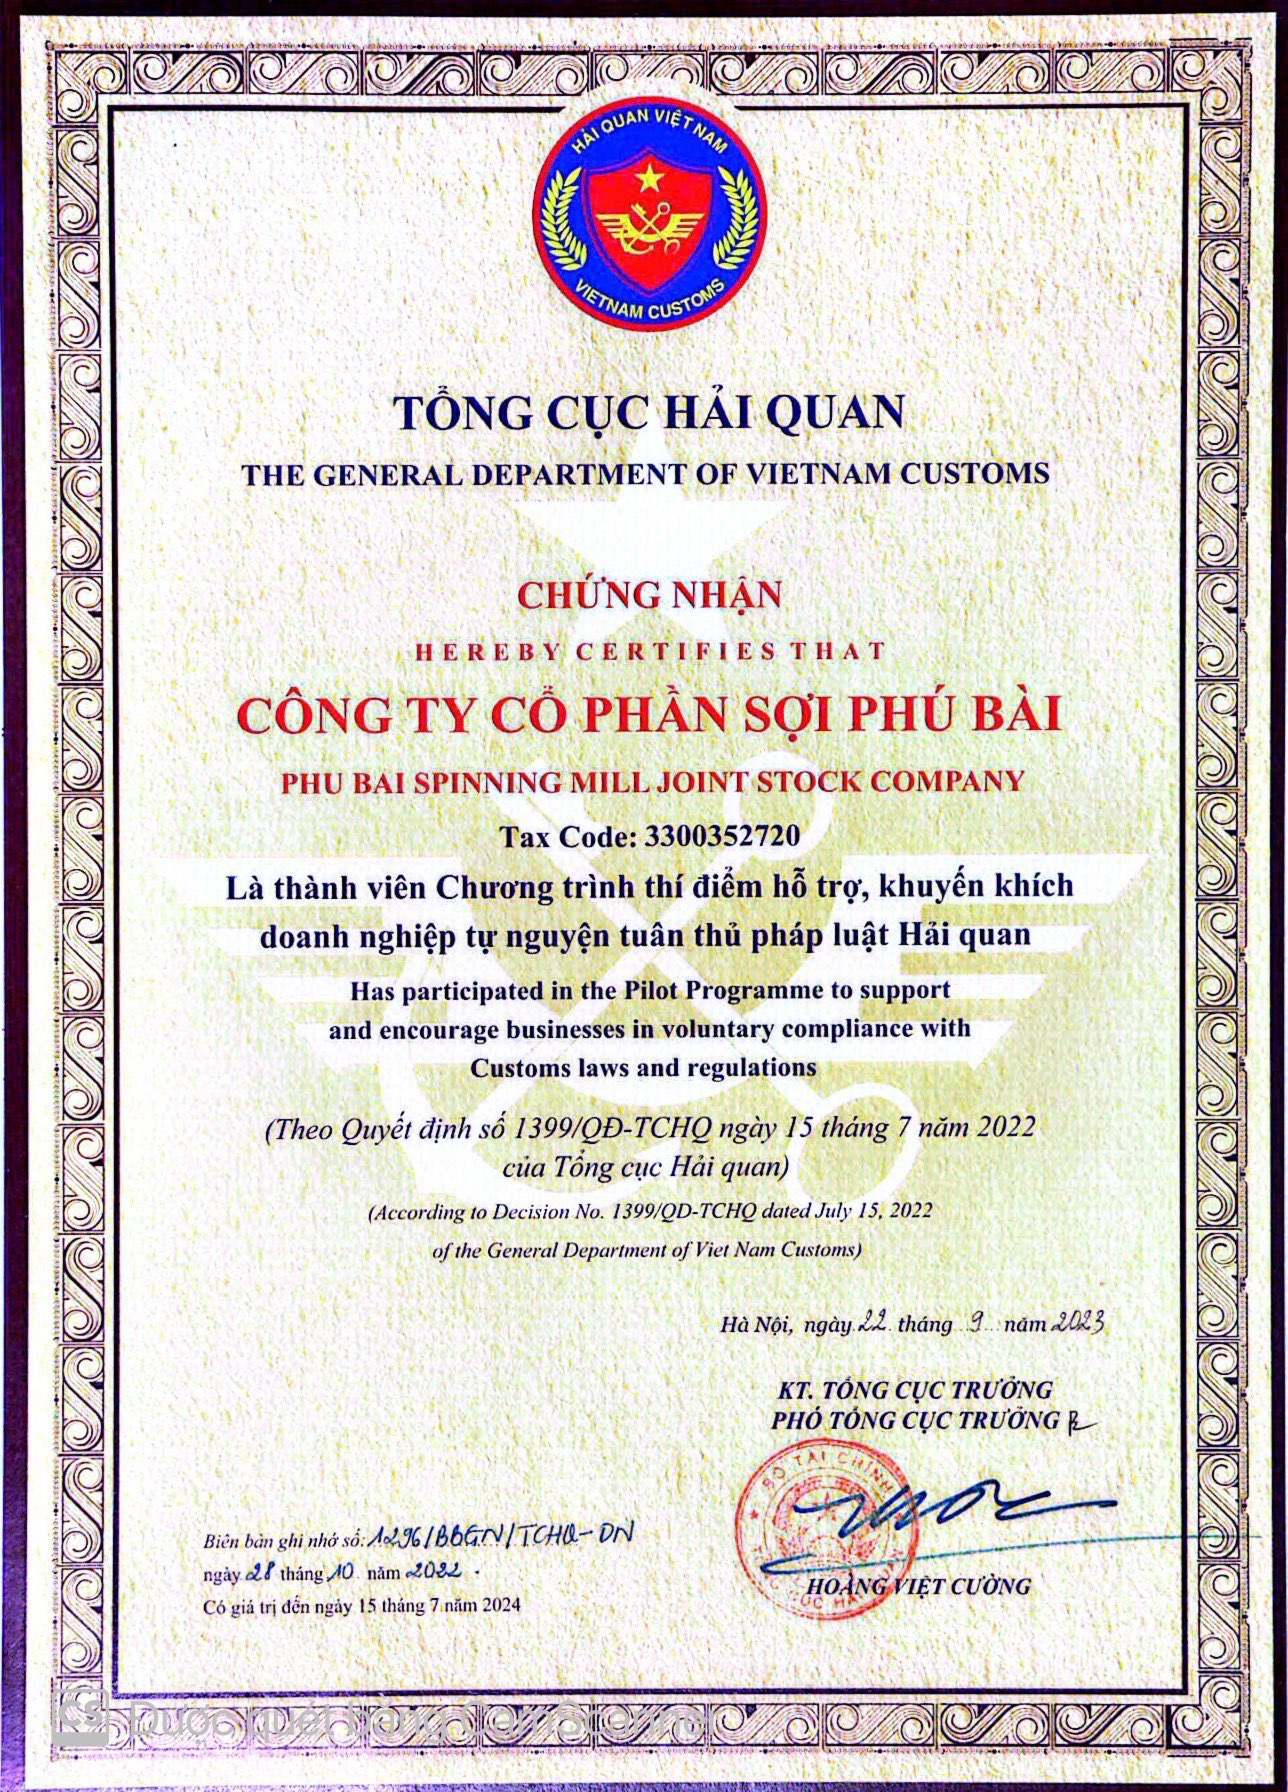 HẢI QUAN VIỆT NAM
VIETNAM CUSTOMS
TỔNG CỤC HẢI QUAN
THE GENERAL DEPARTMENT OF VIETNAM CUSTOMS
CHỨNG NHẬN
HEREBY CERTIFIES THAT
CÔNG TY CỔ PHẦN SỢI PHÚ BÀI
PHU BAI SPINNING MILL JOINT STOCK COMPANY
Tax Code: 3300352720
Là thành viên Chương trình thí điểm hỗ trợ, khuyến khích
doanh nghiệp tự nguyện tuân thủ pháp luật Hải quan
Has participated in the Pilot Programme to support
and encourage businesses in voluntary compliance with
Customs laws and regulations
(Theo Quyết định số 1399/QĐ-TCHQ ngày 15 tháng 7 năm 2022
của Tổng cục Hải quan)
(According to Decision No. 1399/QD-TCHQ dated July 15, 2022
of the General Department of Viet Nam Customs)
Hà Nội, ngày 22 tháng 9 năm 2023
KT. TỔNG CỤC TRƯỞNG
PHÓ TỔNG CỤC TRƯỞNG
BỘ TÀI CHÍNH
HOÀNG VIỆT CƯỜNG
Biên bản ghi nhớ số: 1296/BBGN/TCHQ-DN
ngày 28 tháng 10 năm 2022
Có giá trị đến ngày 15 tháng 7 năm 2024
CS Được quét bằng CamScanner